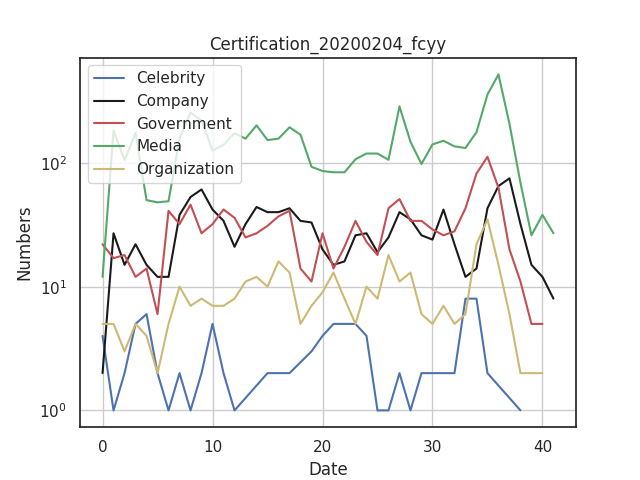 Certification_20200204_fcyy
Celebrity
Company
Government
Media
Organization
10²
10¹
10⁰
Numbers
0 10 20 30 40
Date